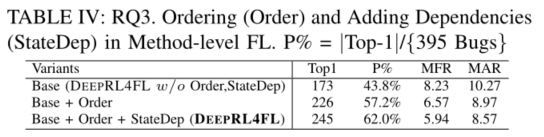 TABLE IV: RQ3. Ordering (Order) and Adding Dependencies
(StateDep) in Method-level FL. P% = |Top-1|/{395 Bugs}
Variants Top1 P% MFR MAR
Base (DEEPRL4FL w/o Order,StateDep) 173 43.8% 8.23 10.27
Base + Order 226 57.2% 6.57 8.97
Base + Order + StateDep (DEEPRL4FL) 245 62.0% 5.94 8.57